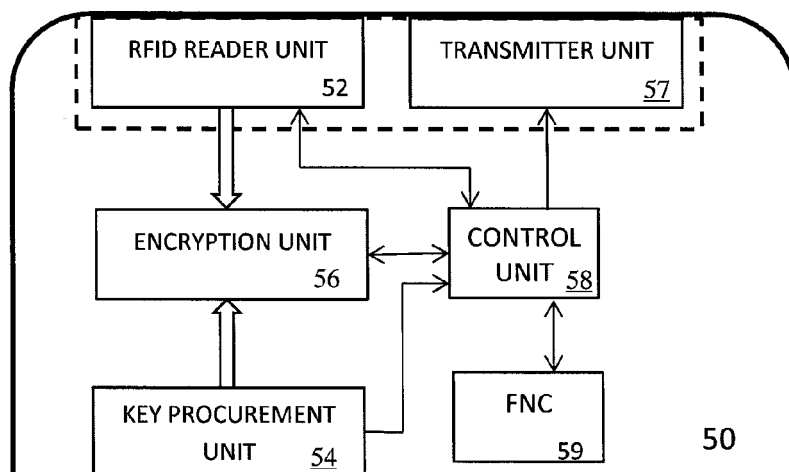 RFID READER UNIT
52
TRANSMITTER UNIT
57
ENCRYPTION UNIT
56
CONTROL
UNIT
58
KEY PROCUREMENT
UNIT
54
FNC
59
50